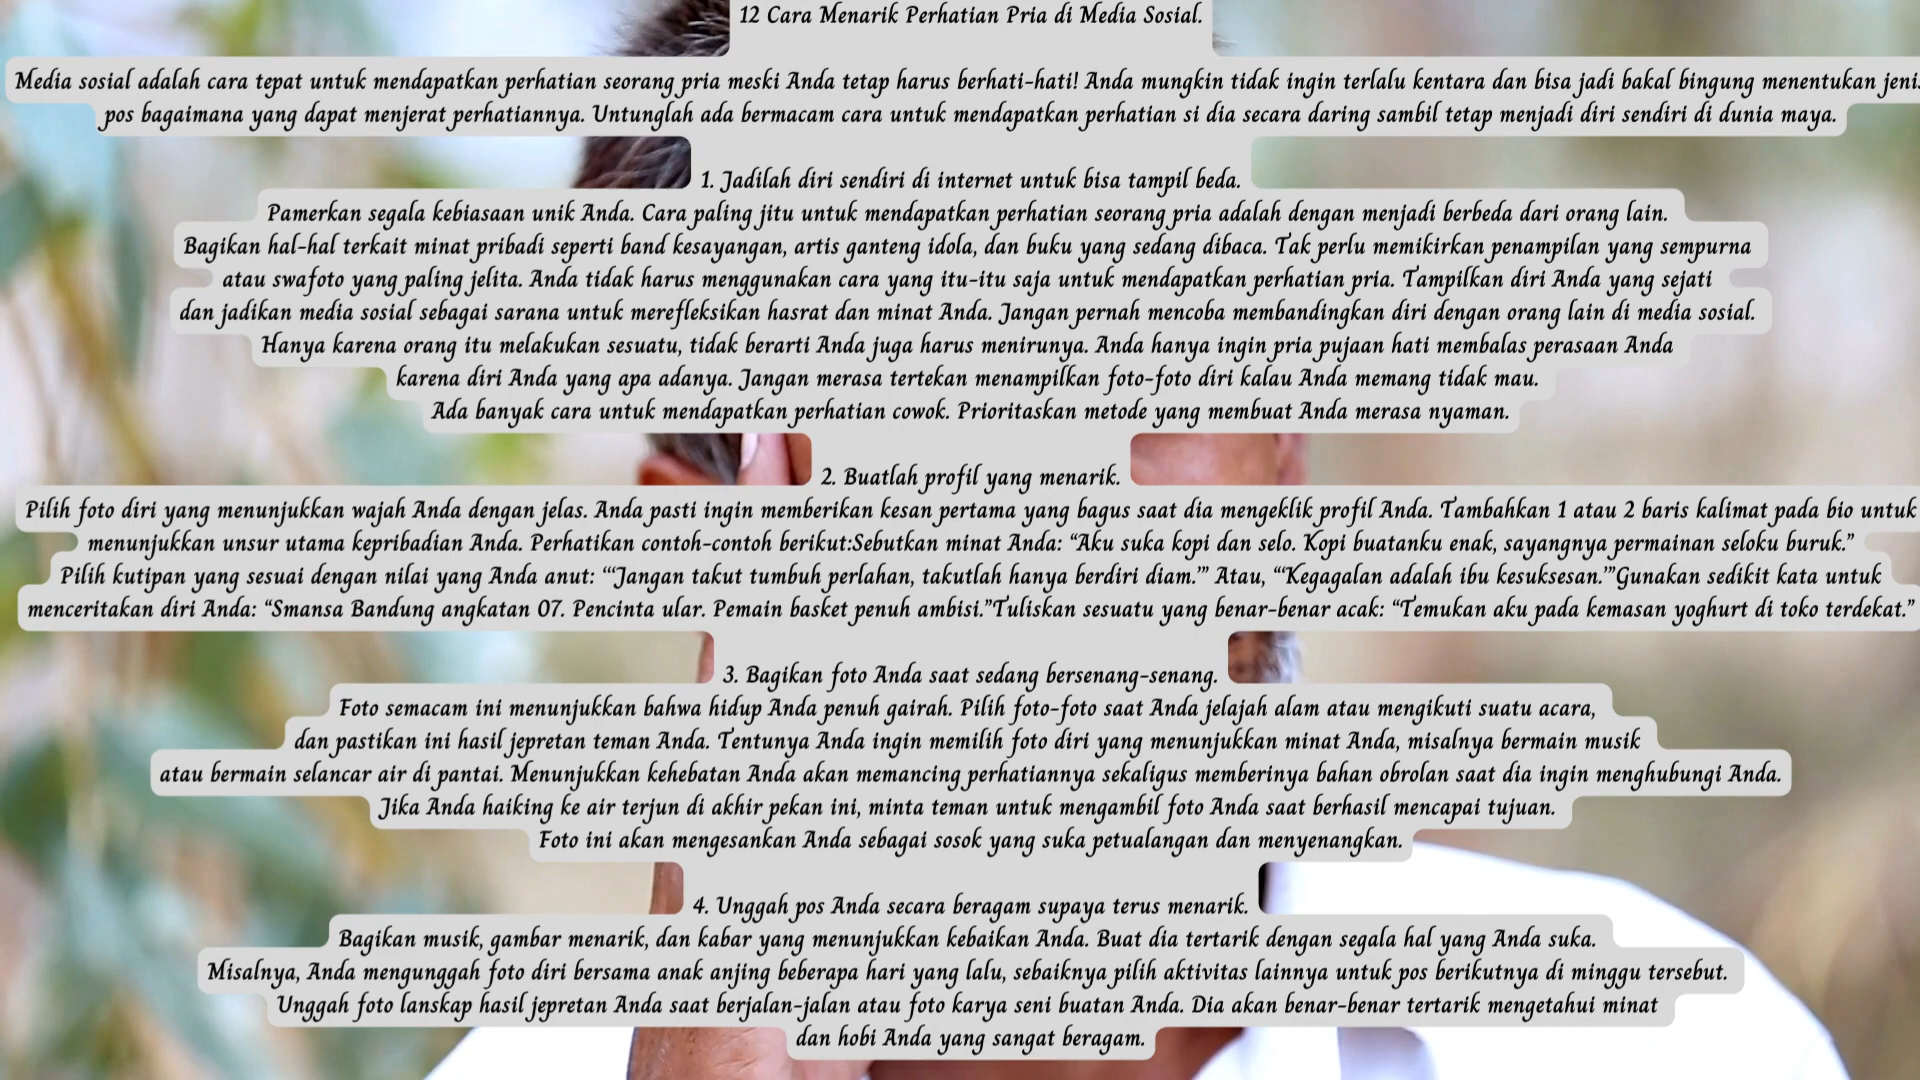 12 Cara Menarik Perhatian Pria di Media Sosial.
Media sosial adalah cara tepat untuk mendapatkan perhatian seorang pria meski Anda tetap harus berhati-hati! Anda mungkin tidak ingin terlalu kentara dan bisa jadi bakal bingung menentukan jenis
pos bagaimana yang dapat menjerat perhatiannya. Untunglah ada bermacam cara untuk mendapatkan perhatian si dia secara daring sambil tetap menjadi diri sendiri di dunia maya.
1. Jadilah diri sendiri di internet untuk bisa tampil beda.
Pamerkan segala kebiasaan unik Anda. Cara paling jitu untuk mendapatkan perhatian seorang pria adalah dengan menjadi berbeda dari orang lain.
Bagikan hal-hal terkait minat pribadi seperti band kesayangan, artis ganteng idola, dan buku yang sedang dibaca. Tak perlu memikirkan penampilan yang sempurna
atau swafoto yang paling jelita. Anda tidak harus menggunakan cara yang itu-itu saja untuk mendapatkan perhatian pria. Tampilkan diri Anda yang sejati
dan jadikan media sosial sebagai sarana untuk merefleksikan hasrat dan minat Anda. Jangan pernah mencoba membandingkan diri dengan orang lain di media sosial.
Hanya karena orang itu melakukan sesuatu, tidak berarti Anda juga harus menirunya. Anda hanya ingin pria pujaan hati membalas perasaan Anda
karena diri Anda yang apa adanya. Jangan merasa tertekan menampilkan foto-foto diri kalau Anda memang tidak mau.
Ada banyak cara untuk mendapatkan perhatian cowok. Prioritaskan metode yang membuat Anda merasa nyaman.
2. Buatlah profil yang menarik.
Pilih foto diri yang menunjukkan wajah Anda dengan jelas. Anda pasti ingin memberikan kesan pertama yang bagus saat dia mengeklik profil Anda. Tambahkan 1 atau 2 baris kalimat pada bio untuk
menunjukkan unsur utama kepribadian Anda. Perhatikan contoh-contoh berikut:Sebutkan minat Anda: “Aku suka kopi dan selo. Kopi buatanku enak, sayangnya permainan seloku buruk.”
Pilih kutipan yang sesuai dengan nilai yang Anda anut: “‘Jangan takut tumbuh perlahan, takutlah hanya berdiri diam.’” Atau, “‘Kegagalan adalah ibu kesuksesan.’”Gunakan sedikit kata untuk
menceritakan diri Anda: “Smansa Bandung angkatan 07. Pencinta ular. Pemain basket penuh ambisi.”Tuliskan sesuatu yang benar-benar acak: “Temukan aku pada kemasan yoghurt di toko terdekat.”
3. Bagikan foto Anda saat sedang bersenang-senang.
Foto semacam ini menunjukkan bahwa hidup Anda penuh gairah. Pilih foto-foto saat Anda jelajah alam atau mengikuti suatu acara,
dan pastikan ini hasil jepretan teman Anda. Tentunya Anda ingin memilih foto diri yang menunjukkan minat Anda, misalnya bermain musik
atau bermain selancar air di pantai. Menunjukkan kehebatan Anda akan memancing perhatiannya sekaligus memberinya bahan obrolan saat dia ingin menghubungi Anda.
Jika Anda haiking ke air terjun di akhir pekan ini, minta teman untuk mengambil foto Anda saat berhasil mencapai tujuan.
Foto ini akan mengesankan Anda sebagai sosok yang suka petualangan dan menyenangkan.
4. Unggah pos Anda secara beragam supaya terus menarik.
Bagikan musik, gambar menarik, dan kabar yang menunjukkan kebaikan Anda. Buat dia tertarik dengan segala hal yang Anda suka.
Misalnya, Anda mengunggah foto diri bersama anak anjing beberapa hari yang lalu, sebaiknya pilih aktivitas lainnya untuk pos berikutnya di minggu tersebut.
Unggah foto lanskap hasil jepretan Anda saat berjalan-jalan atau foto karya seni buatan Anda. Dia akan benar-benar tertarik mengetahui minat
dan hobi Anda yang sangat beragam.